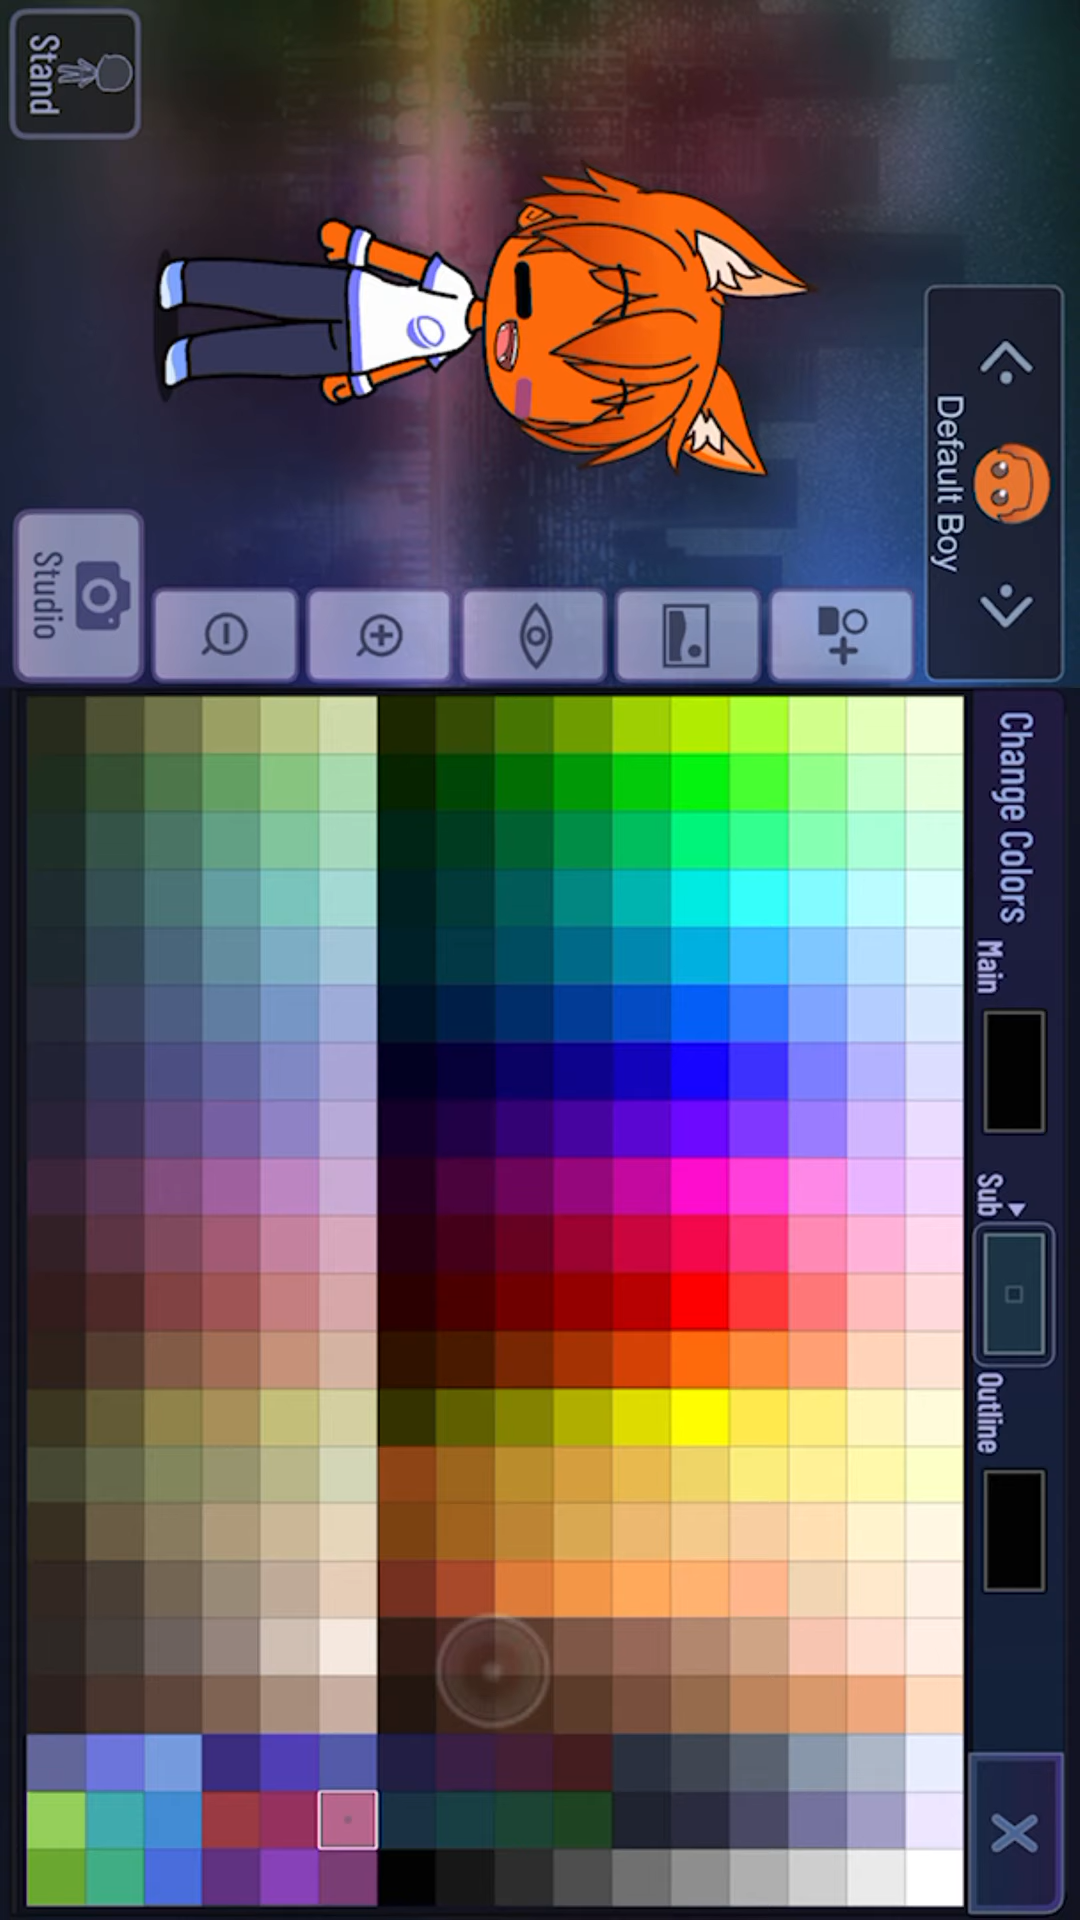 Stand
Default Boy
Studio
Change Colors
Main
Sub
Outline
X